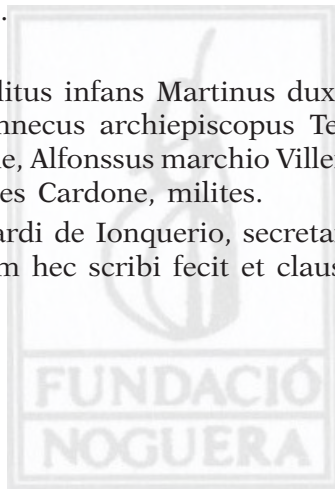 .
litus infans Martinus dux
nnecus archiepiscopus Te
e, Alfonssus marchio Ville
es Cardone, milites.
ardi de Ionquerio, secreta
m hec scribi fecit et claus
FUNDACIÓ
NOGUERA